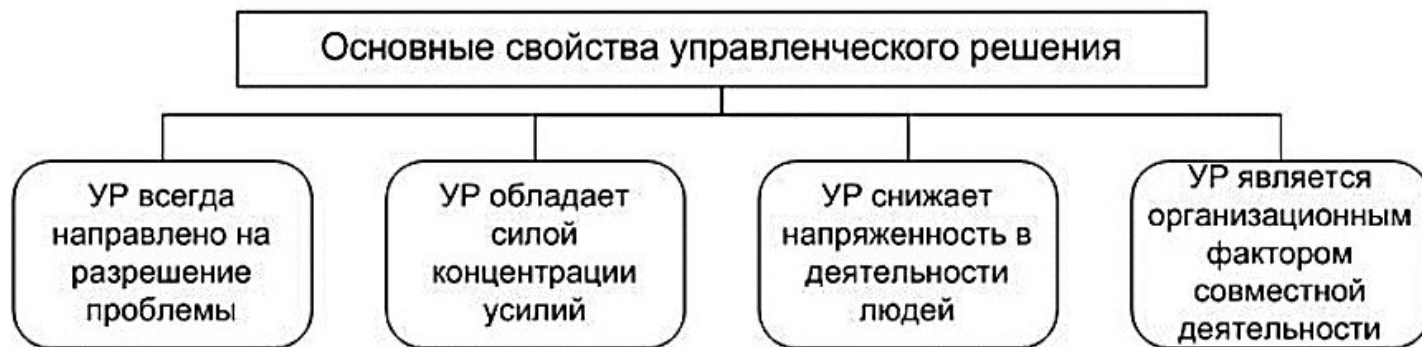 Основные свойства управленческого решения
УР всегда
направлено на
разрешение
проблемы
УР обладает
силой
концентрации
усилий
УР снижает
напряженность в
деятельности
людей
УР является
организационным
фактором
совместной
деятельности